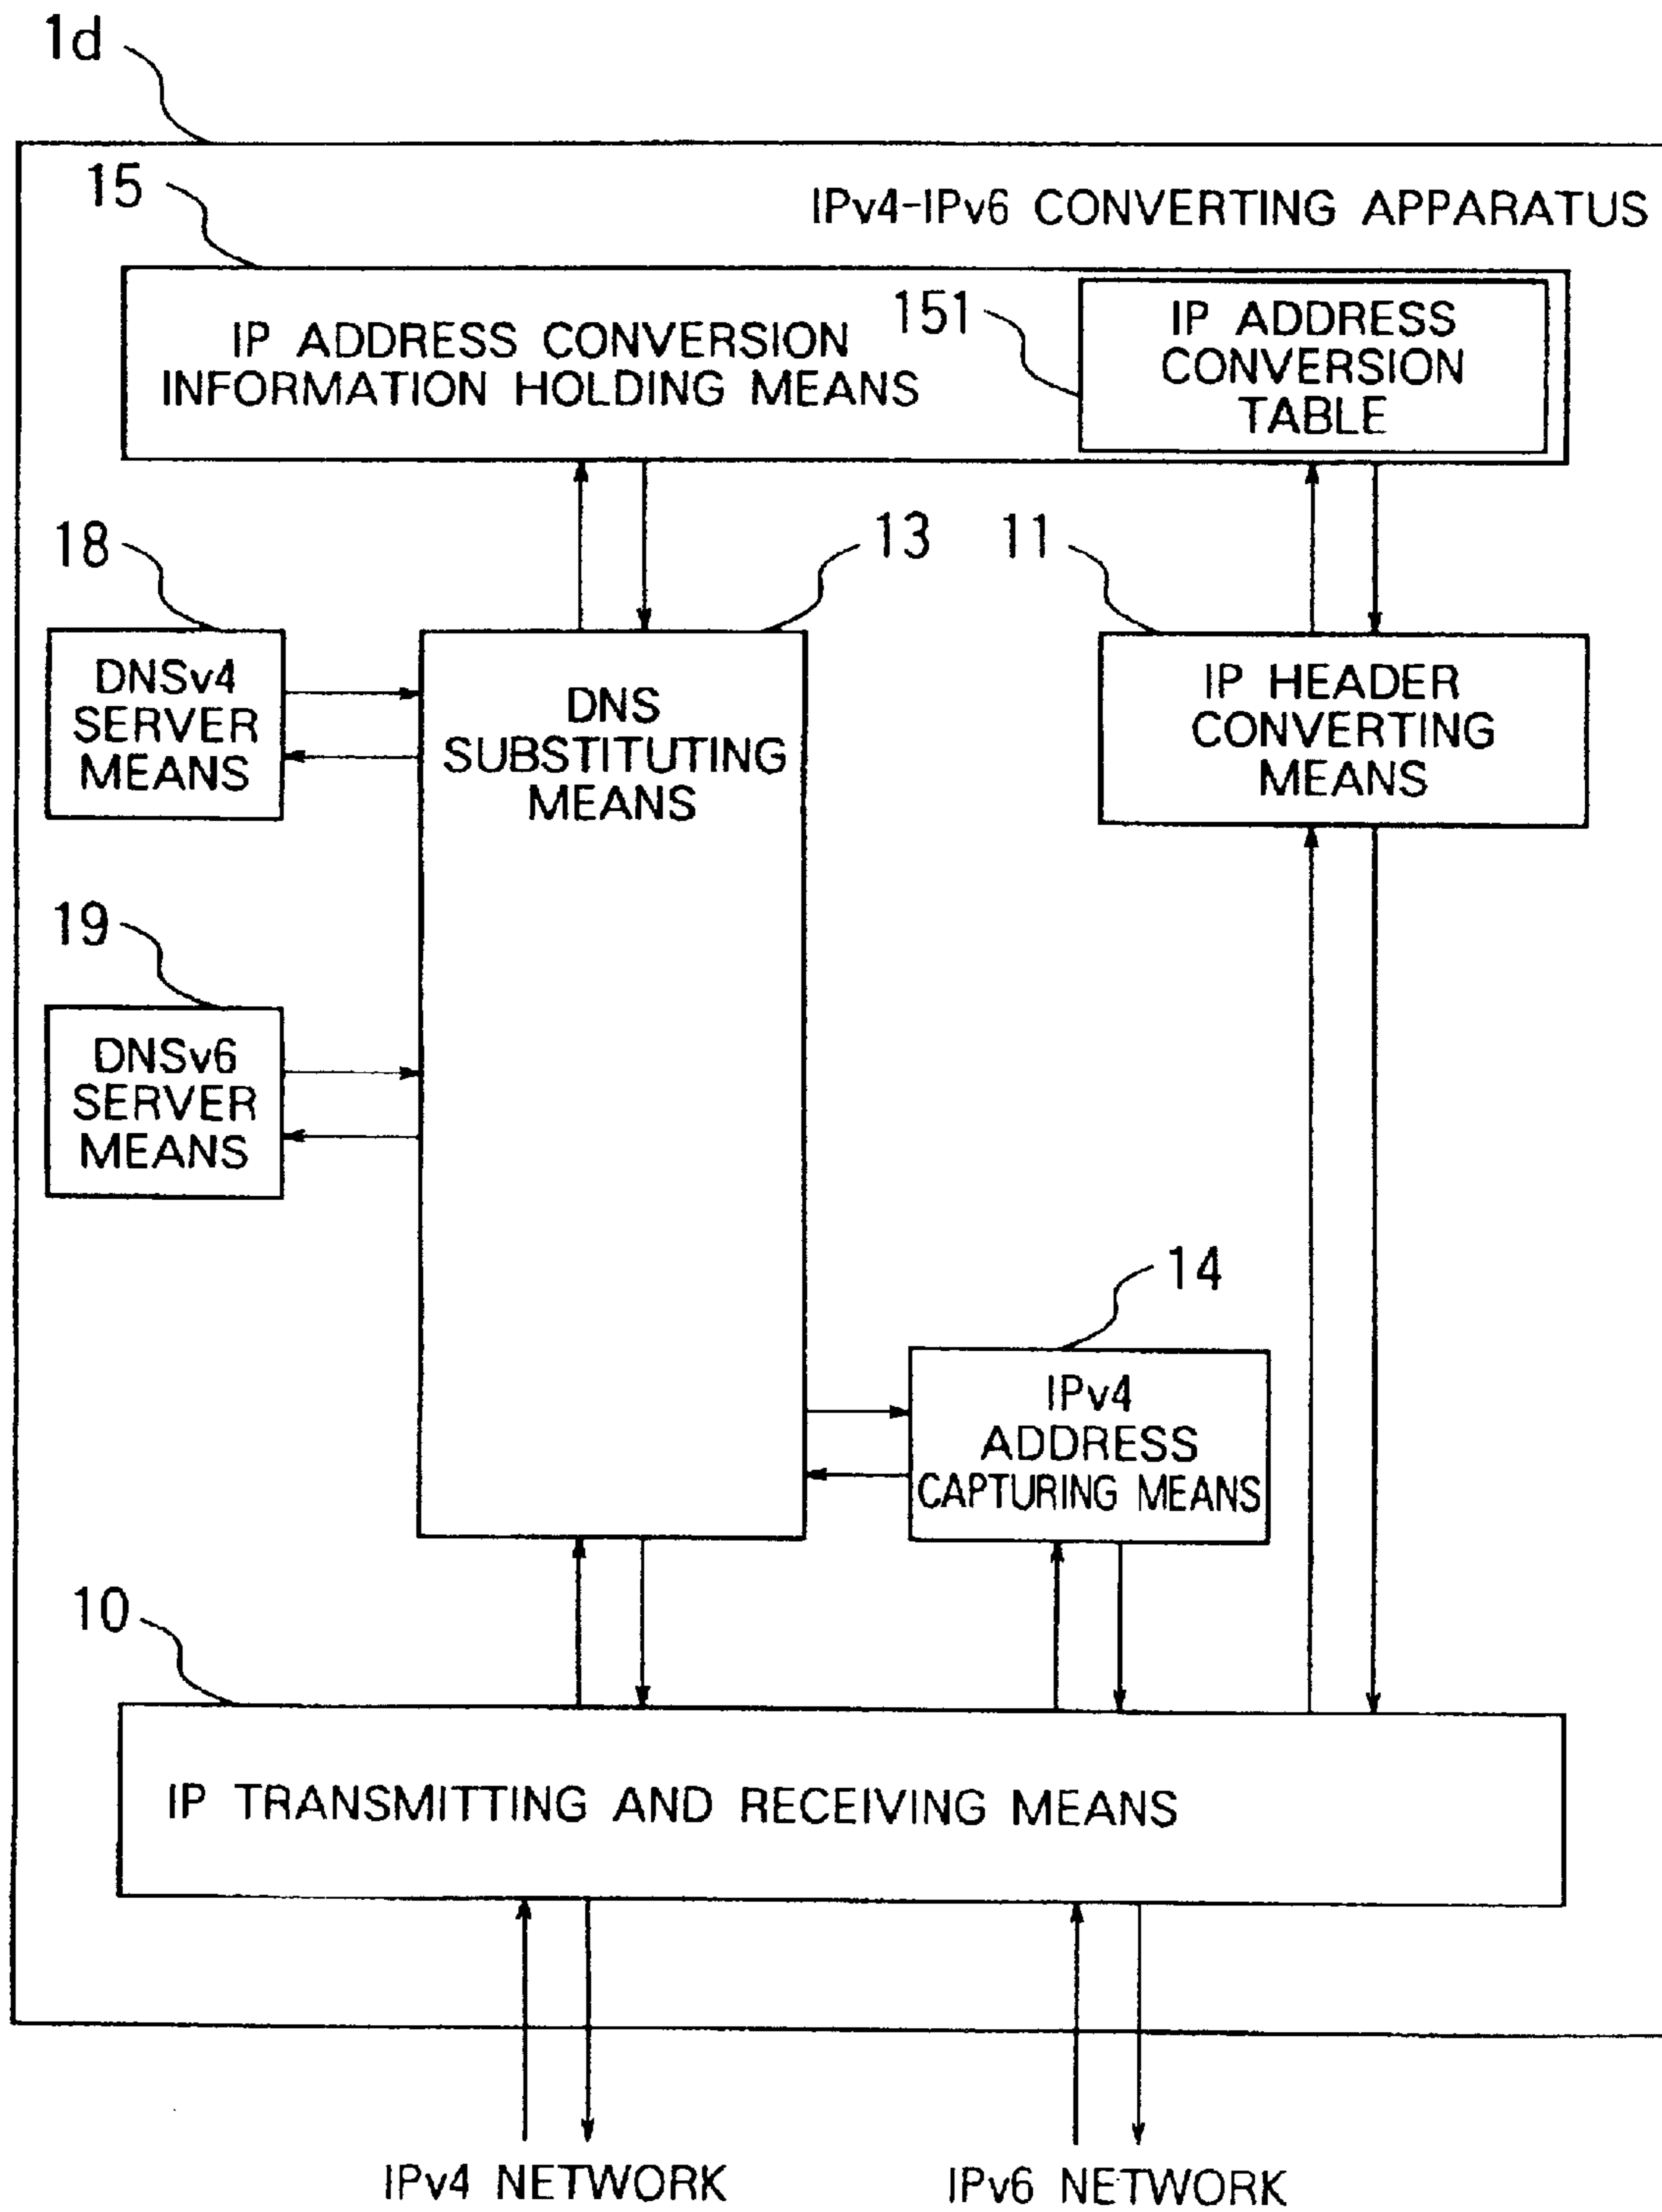 1d
15
IPv4-IPv6 CONVERTING APPARATUS
IP ADDRESS CONVERSION
INFORMATION HOLDING MEANS
151
IP ADDRESS
CONVERSION
TABLE
18
13
11
DNSv4
SERVER
MEANS
DNS
SUBSTITUTING
MEANS
IP HEADER
CONVERTING
MEANS
19
DNSv6
SERVER
MEANS
14
IPv4
ADDRESS
CAPTURING MEANS
10
IP TRANSMITTING AND RECEIVING MEANS
IPv4 NETWORK
IPv6 NETWORK